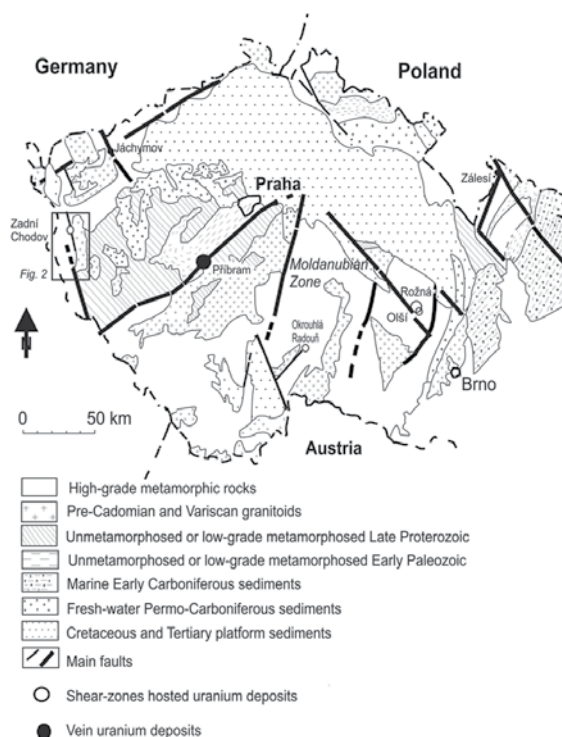 Germany
Poland
Jáchymov
Zálesí
Praha
Zadní
Chodov
Fig. 2
Příbram
Moldanubian
Zone
Rožná
Olší
Okrouhlá
Radouň
N
Brno
0 50 km
Austria
High-grade metamorphic rocks
Pre-Cadomian and Variscan granitoids
Unmetamorphosed or low-grade metamorphosed Late Proterozoic
Unmetamorphosed or low-grade metamorphosed Early Paleozoic
Marine Early Carboniferous sediments
Fresh-water Permo-Carboniferous sediments
Cretaceous and Tertiary platform sediments
Main faults
Shear-zones hosted uranium deposits
Vein uranium deposits